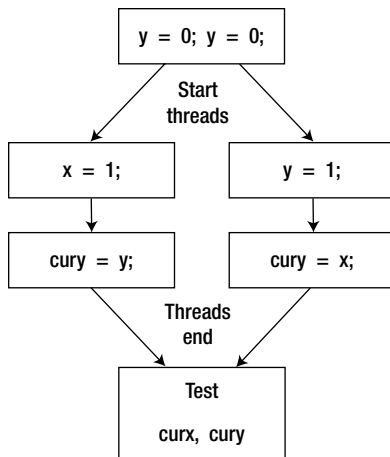 y = 0; y = 0;
Start
threads
x = 1;
y = 1;
cury = y;
cury = x;
Threads
end
Test
curx, cury